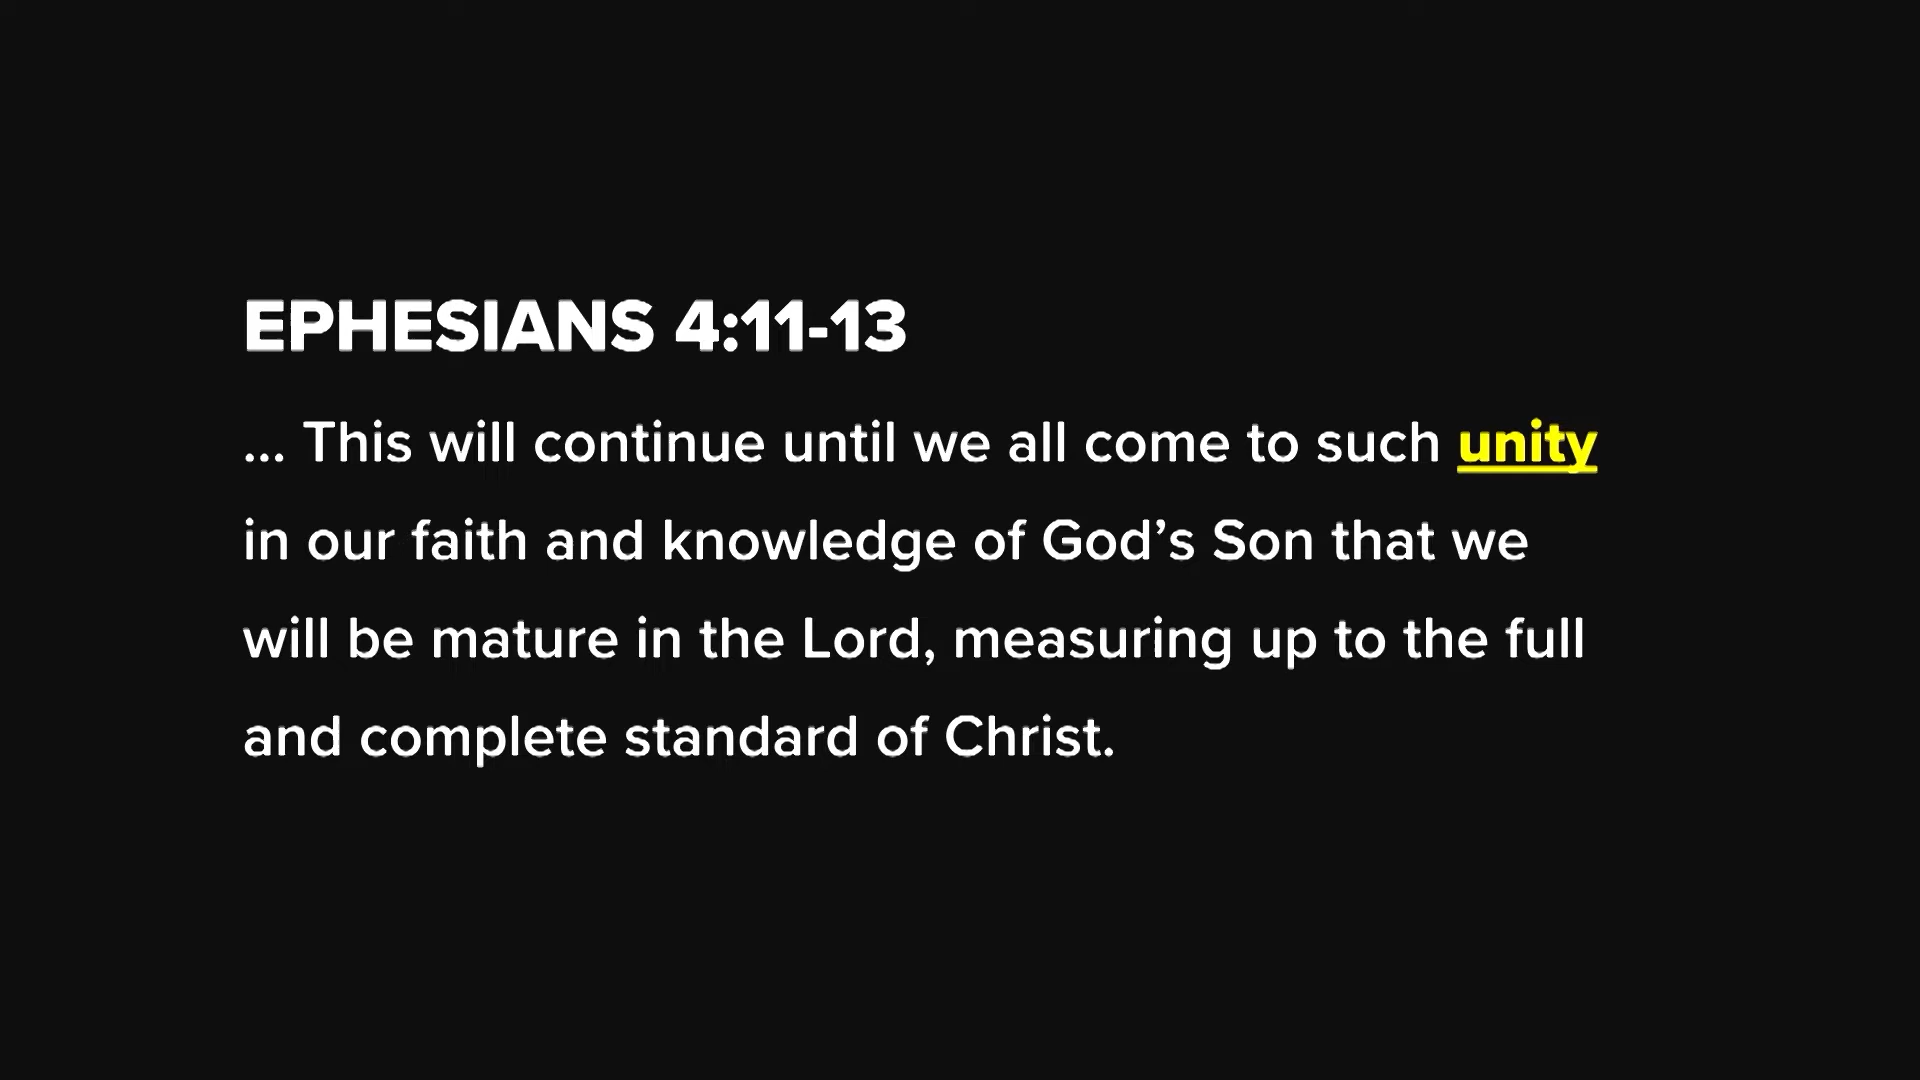 EPHESIANS 4:11-13
... This will continue until we all come to such unity
in our faith and knowledge of God’s Son that we
will be mature in the Lord, measuring up to the full
and complete standard of Christ.